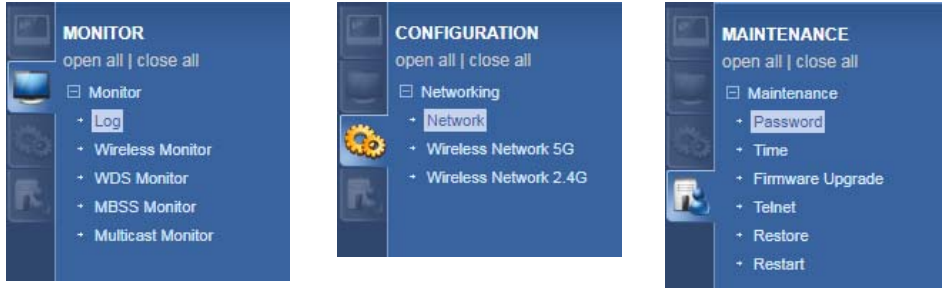 MONITOR
open all | close all
Monitor
Log
Wireless Monitor
WDS Monitor
MBSS Monitor
Multicast Monitor
CONFIGURATION
open all | close all
Networking
Network
Wireless Network 5G
Wireless Network 2.4G
MAINTENANCE
open all | close all
Maintenance
Password
Time
Firmware Upgrade
Telnet
Restore
Restart